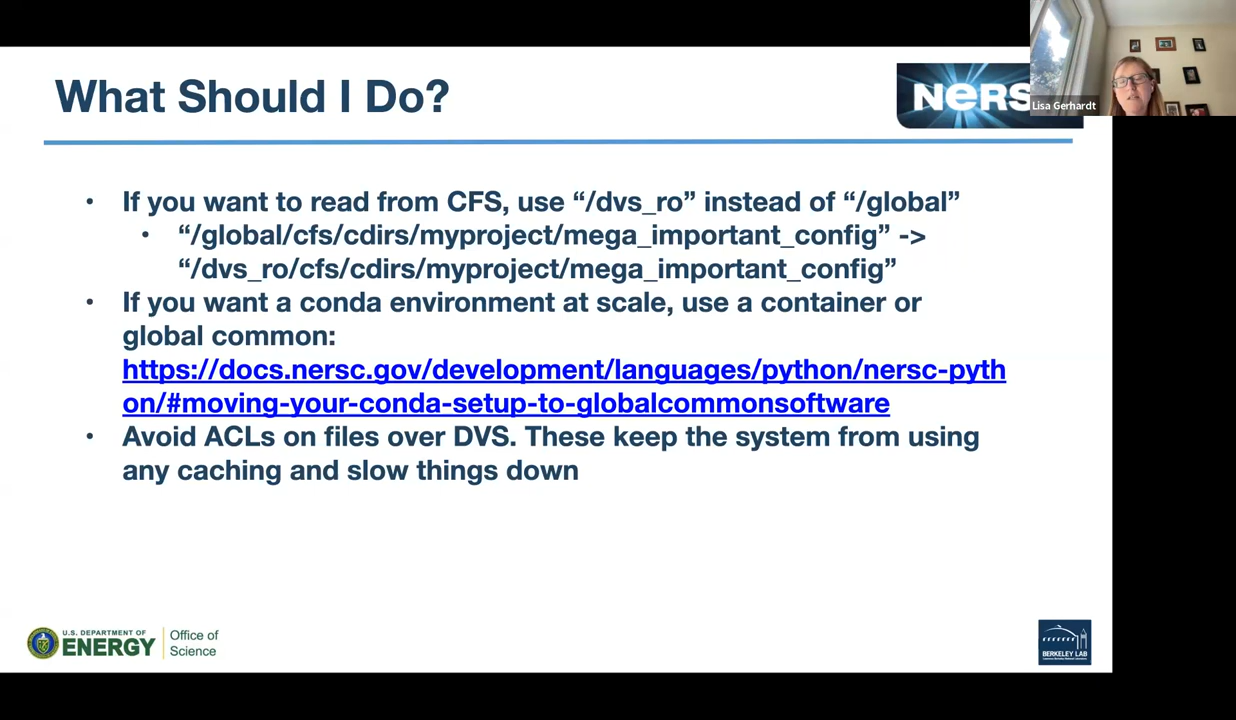 What Should I Do?
NERS
Lisa Gerhardt
• If you want to read from CFS, use “/dvs_ro” instead of “/global”
• “/global/cfs/cdirs/myproject/mega_important_config” ->
“/dvs_ro/cfs/cdirs/myproject/mega_important_config”
• If you want a conda environment at scale, use a container or
global common:
https://docs.nersc.gov/development/languages/python/nersc-pyth
on/#moving-your-conda-setup-to-globalcommonsoftware
• Avoid ACLs on files over DVS. These keep the system from using
any caching and slow things down
U.S. DEPARTMENT OF
ENERGY
Office of
Science
BERKELEY LAB